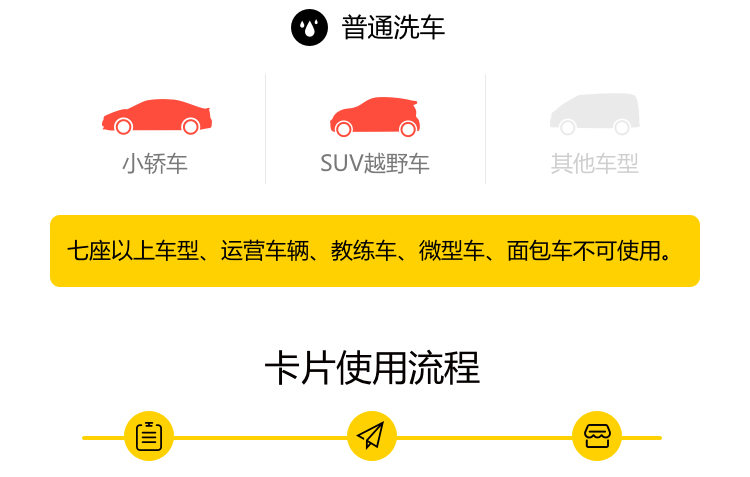 普通洗车
小轿车
SUV越野车
其他车型
七座以上车型、运营车辆、教练车、微型车、面包车不可使用。
卡片使用流程